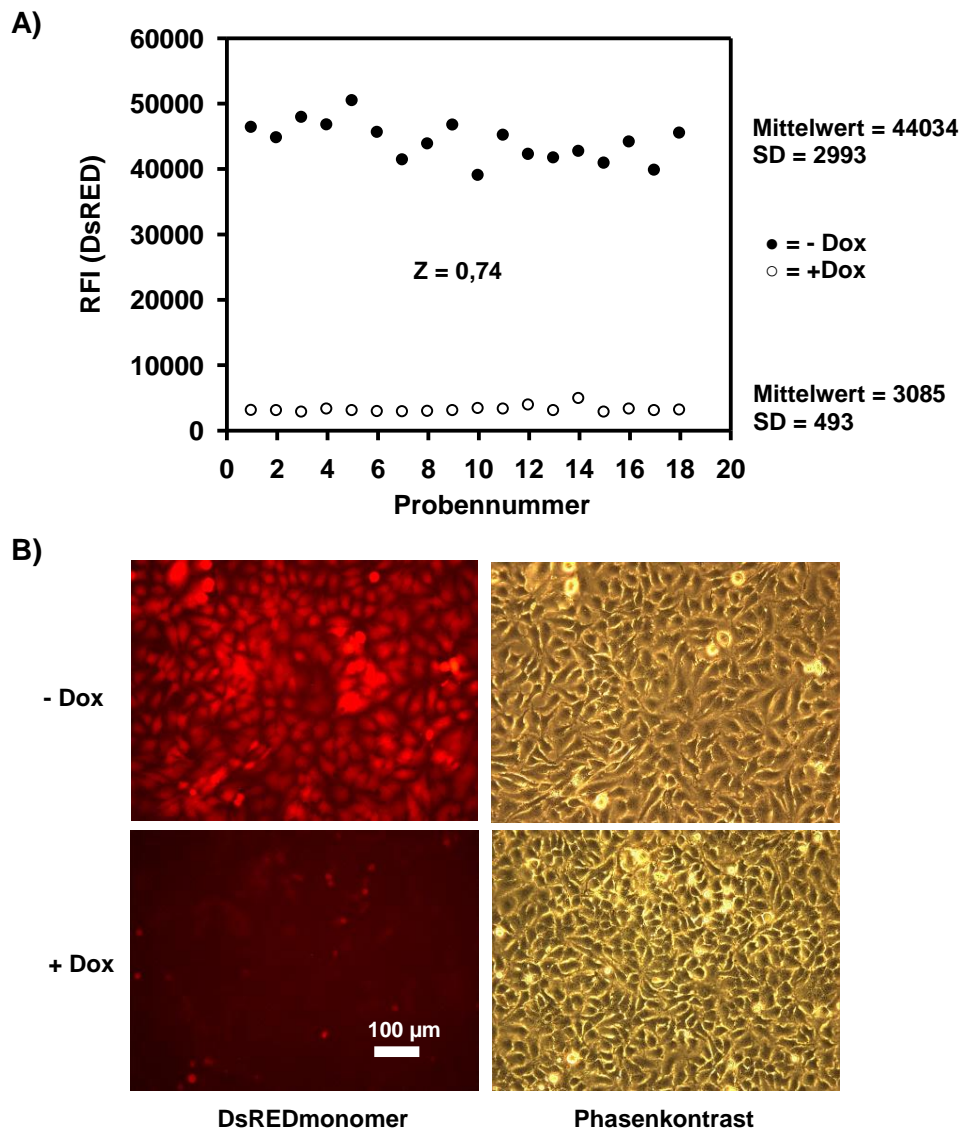 A)
60000
50000
40000
30000
20000
10000
0
RFI (DsRED)
Z = 0,74
0 2 4 6 8 10 12 14 16 18 20
Probennummer
Mittelwert = 44034
SD = 2993
● = - Dox
○ = +Dox
Mittelwert = 3085
SD = 493
B)
- Dox
+ Dox
100 µm
DsREDmonomer
Phasenkontrast